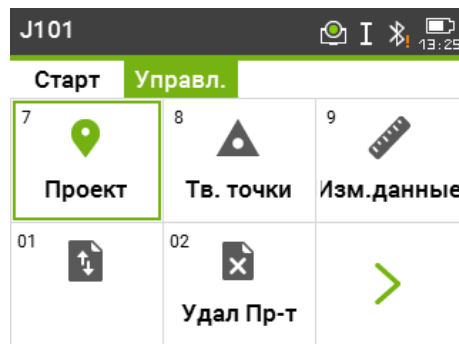 J101
13:25
Старт Управл.
7 8 9
Проект Тв. точки Изм.данные
01 02
Удал Пр-т